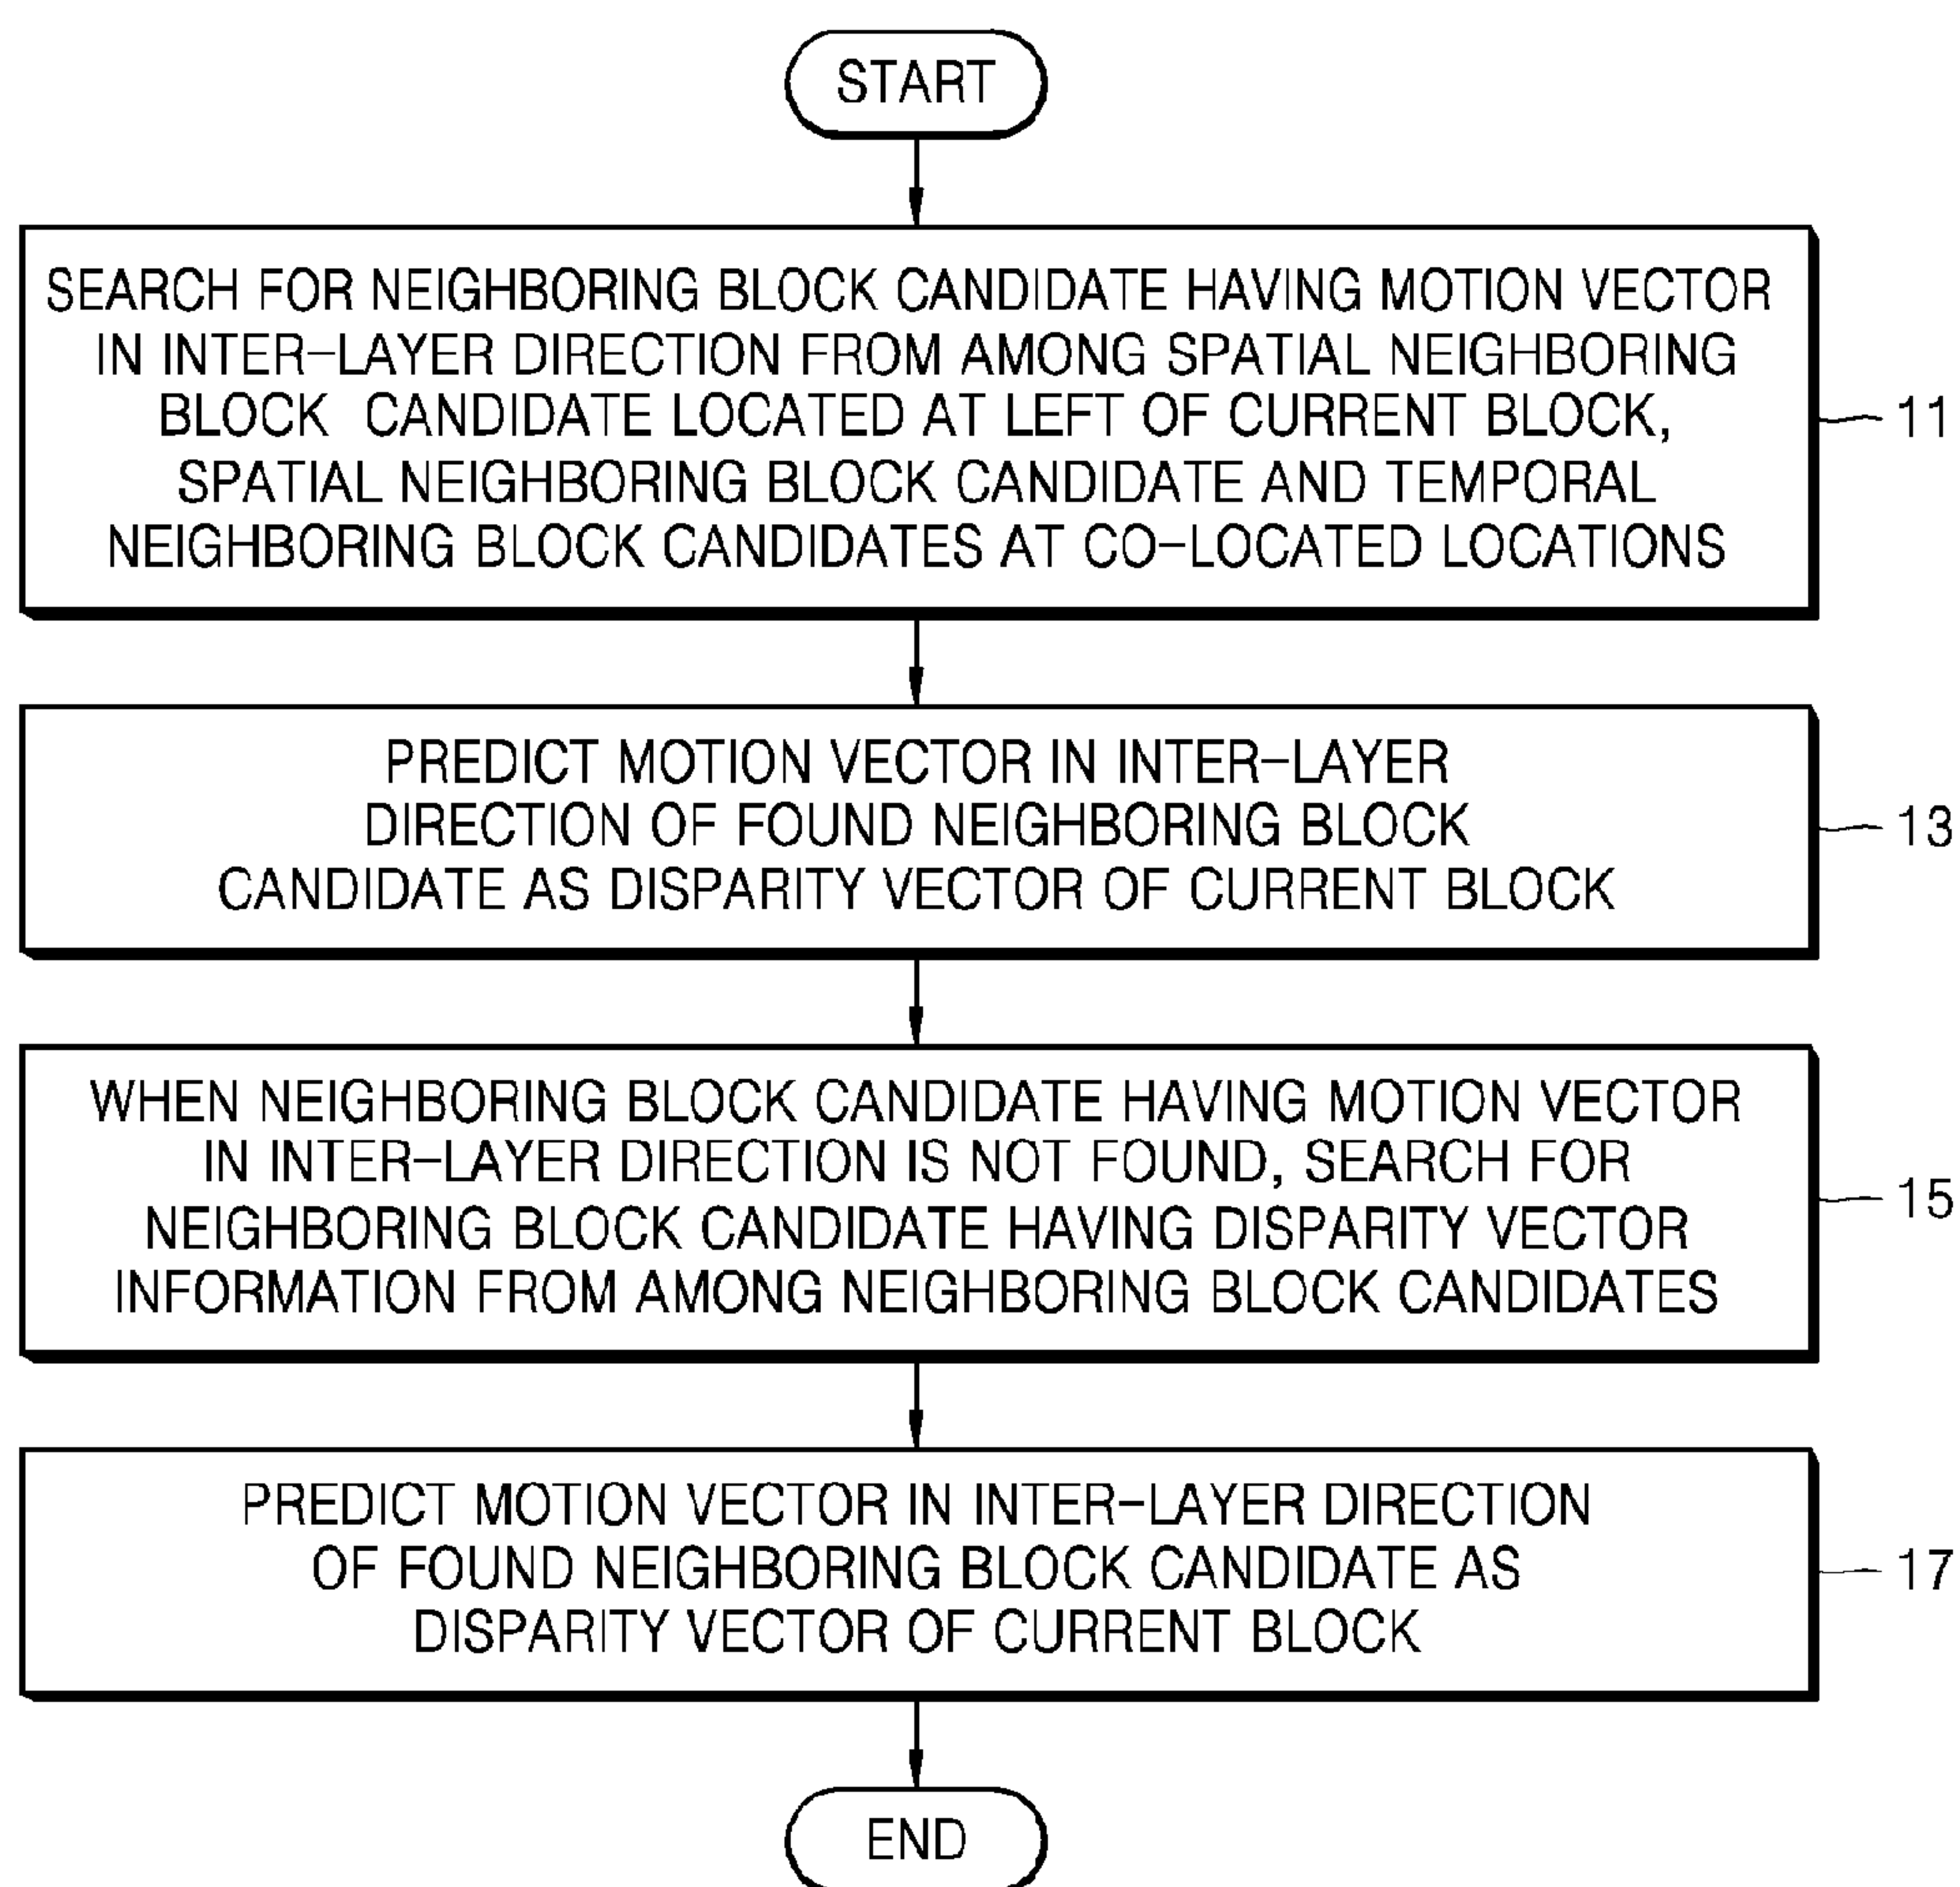 START
SEARCH FOR NEIGHBORING BLOCK CANDIDATE HAVING MOTION VECTOR
IN INTER-LAYER DIRECTION FROM AMONG SPATIAL NEIGHBORING
BLOCK CANDIDATE LOCATED AT LEFT OF CURRENT BLOCK,
SPATIAL NEIGHBORING BLOCK CANDIDATE AND TEMPORAL
NEIGHBORING BLOCK CANDIDATES AT CO-LOCATED LOCATIONS
11
PREDICT MOTION VECTOR IN INTER-LAYER
DIRECTION OF FOUND NEIGHBORING BLOCK
CANDIDATE AS DISPARITY VECTOR OF CURRENT BLOCK
13
WHEN NEIGHBORING BLOCK CANDIDATE HAVING MOTION VECTOR
IN INTER-LAYER DIRECTION IS NOT FOUND, SEARCH FOR
NEIGHBORING BLOCK CANDIDATE HAVING DISPARITY VECTOR
INFORMATION FROM AMONG NEIGHBORING BLOCK CANDIDATES
15
PREDICT MOTION VECTOR IN INTER-LAYER DIRECTION
OF FOUND NEIGHBORING BLOCK CANDIDATE AS
DISPARITY VECTOR OF CURRENT BLOCK
17
END